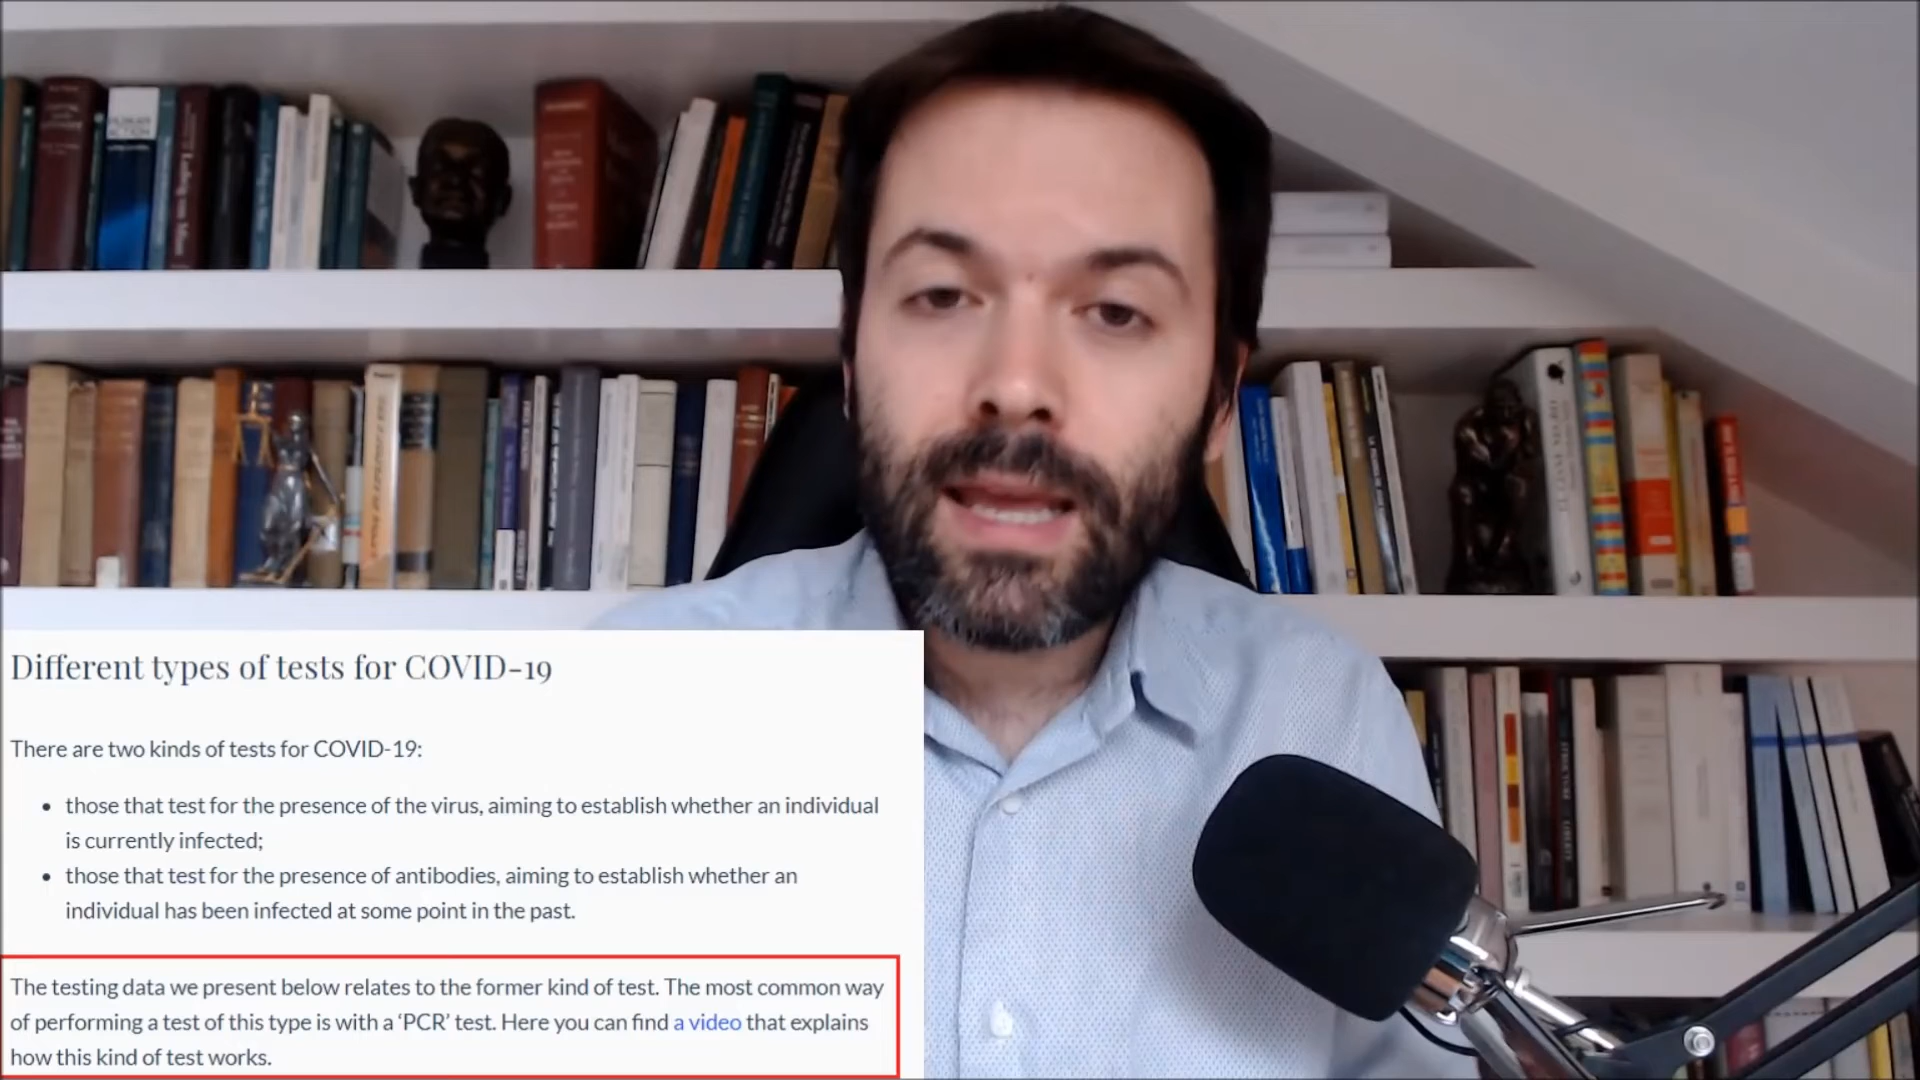 HUMAN
ACTION
Different types of tests for COVID-19
There are two kinds of tests for COVID-19:
• those that test for the presence of the virus, aiming to establish whether an individual
is currently infected;
• those that test for the presence of antibodies, aiming to establish whether an
individual has been infected at some point in the past.
The testing data we present below relates to the former kind of test. The most common way
of performing a test of this type is with a ‘PCR’ test. Here you can find a video that explains
how this kind of test works.